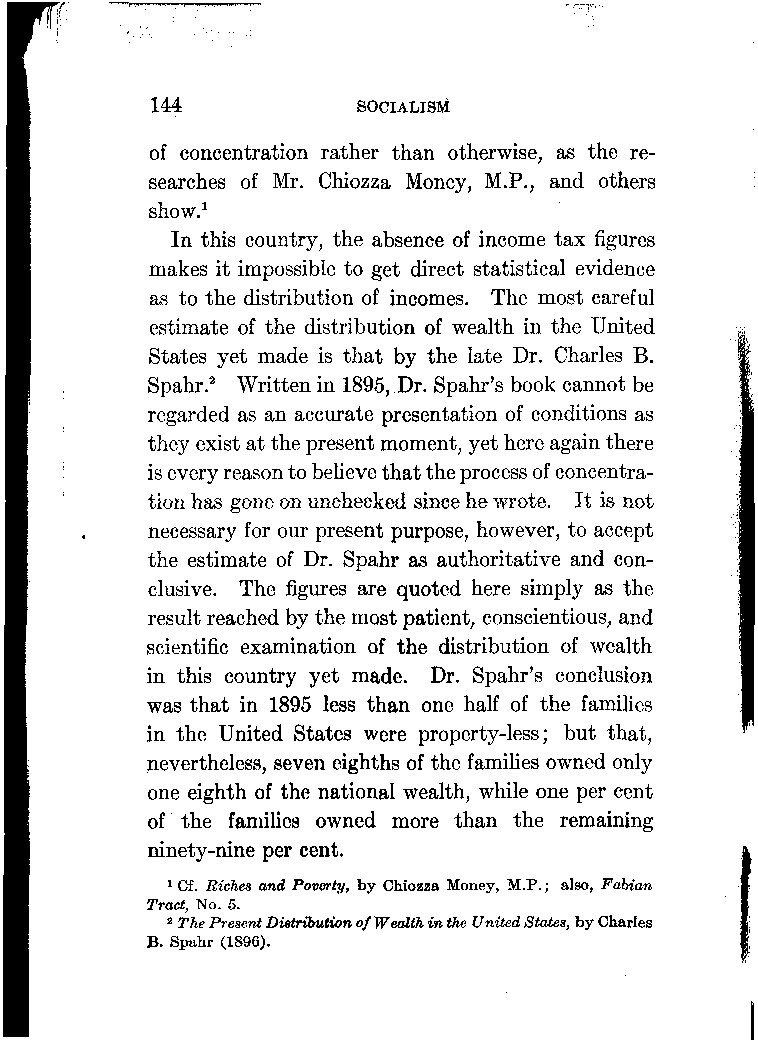 144 SOCIALISM
of concentration rather than otherwise, as the re-
searches of Mr. Chiozza Money, M.P., and others
show.¹
In this country, the absence of income tax figures
makes it impossible to get direct statistical evidence
as to the distribution of incomes. The most careful
estimate of the distribution of wealth in the United
States yet made is that by the late Dr. Charles B.
Spahr.² Written in 1895, Dr. Spahr's book cannot be
regarded as an accurate presentation of conditions as
they exist at the present moment, yet here again there
is every reason to believe that the process of concentra-
tion has gone on unchecked since he wrote. It is not
necessary for our present purpose, however, to accept
the estimate of Dr. Spahr as authoritative and con-
clusive. The figures are quoted here simply as the
result reached by the most patient, conscientious, and
scientific examination of the distribution of wealth
in this country yet made. Dr. Spahr's conclusion
was that in 1895 less than one half of the families
in the United States were property-less; but that,
nevertheless, seven eighths of the families owned only
one eighth of the national wealth, while one per cent
of the families owned more than the remaining
ninety-nine per cent.
¹ Cf. Riches and Poverty, by Chiozza Money, M.P.; also, Fabian
Tract, No. 5.
² The Present Distribution of Wealth in the United States, by Charles
B. Spahr (1896).